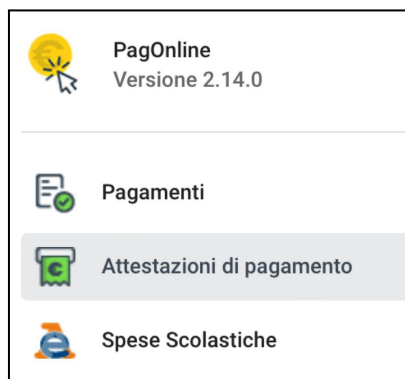 PagOnline
Versione 2.14.0
Pagamenti
Attestazioni di pagamento
Spese Scolastiche